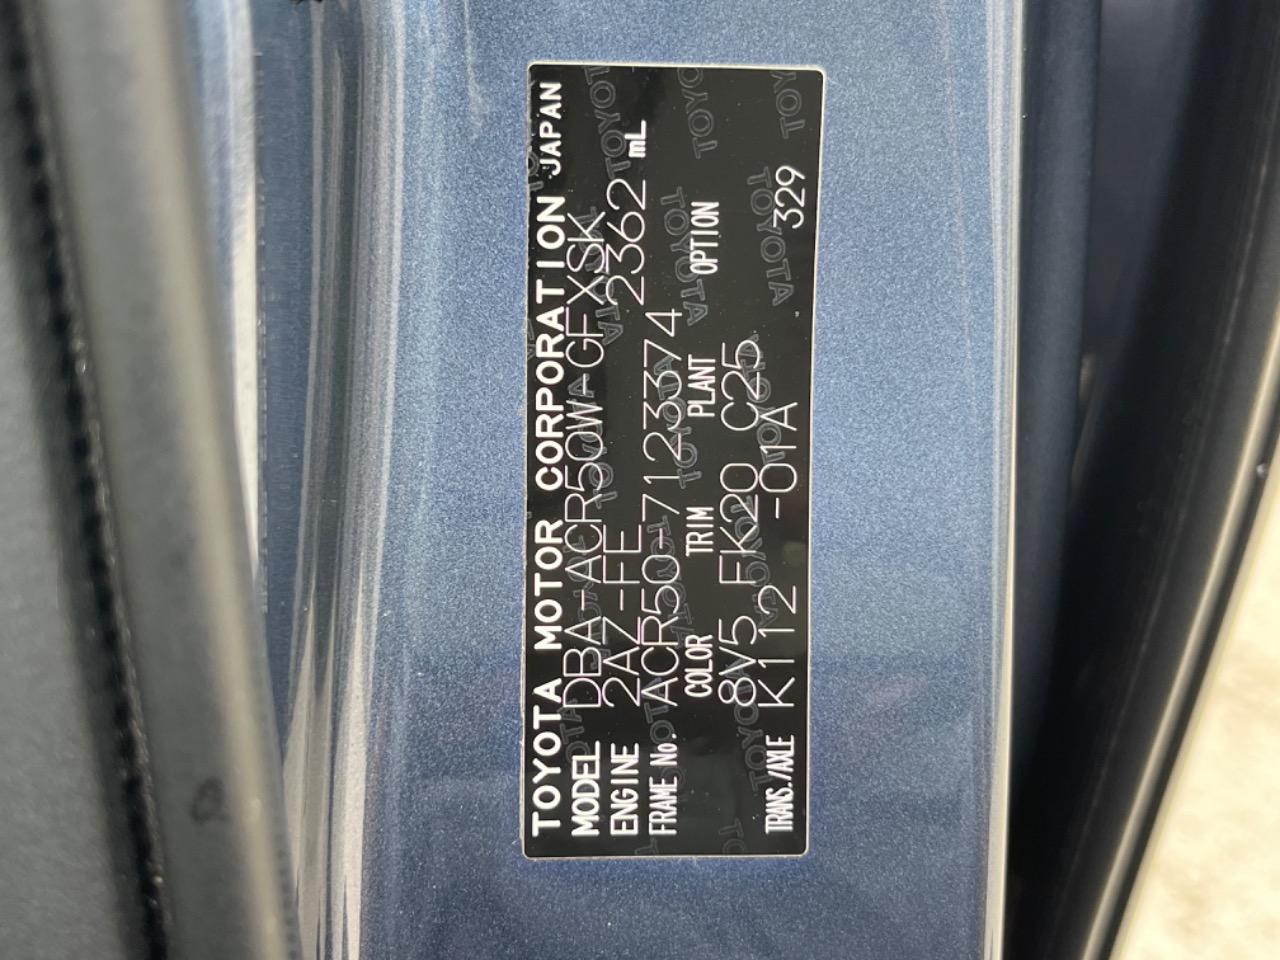 TOYOTA MOTOR CORPORATION JAPAN
MODEL DBA-ACR50W-GFXSK
ENGINE 2AZ-FE 2362 mL
FRAME No. ACR50-7123374
COLOR TRIM PLANT OPTION
8V5 FK20 C25
TRANS./AXLE K112 -01A 329